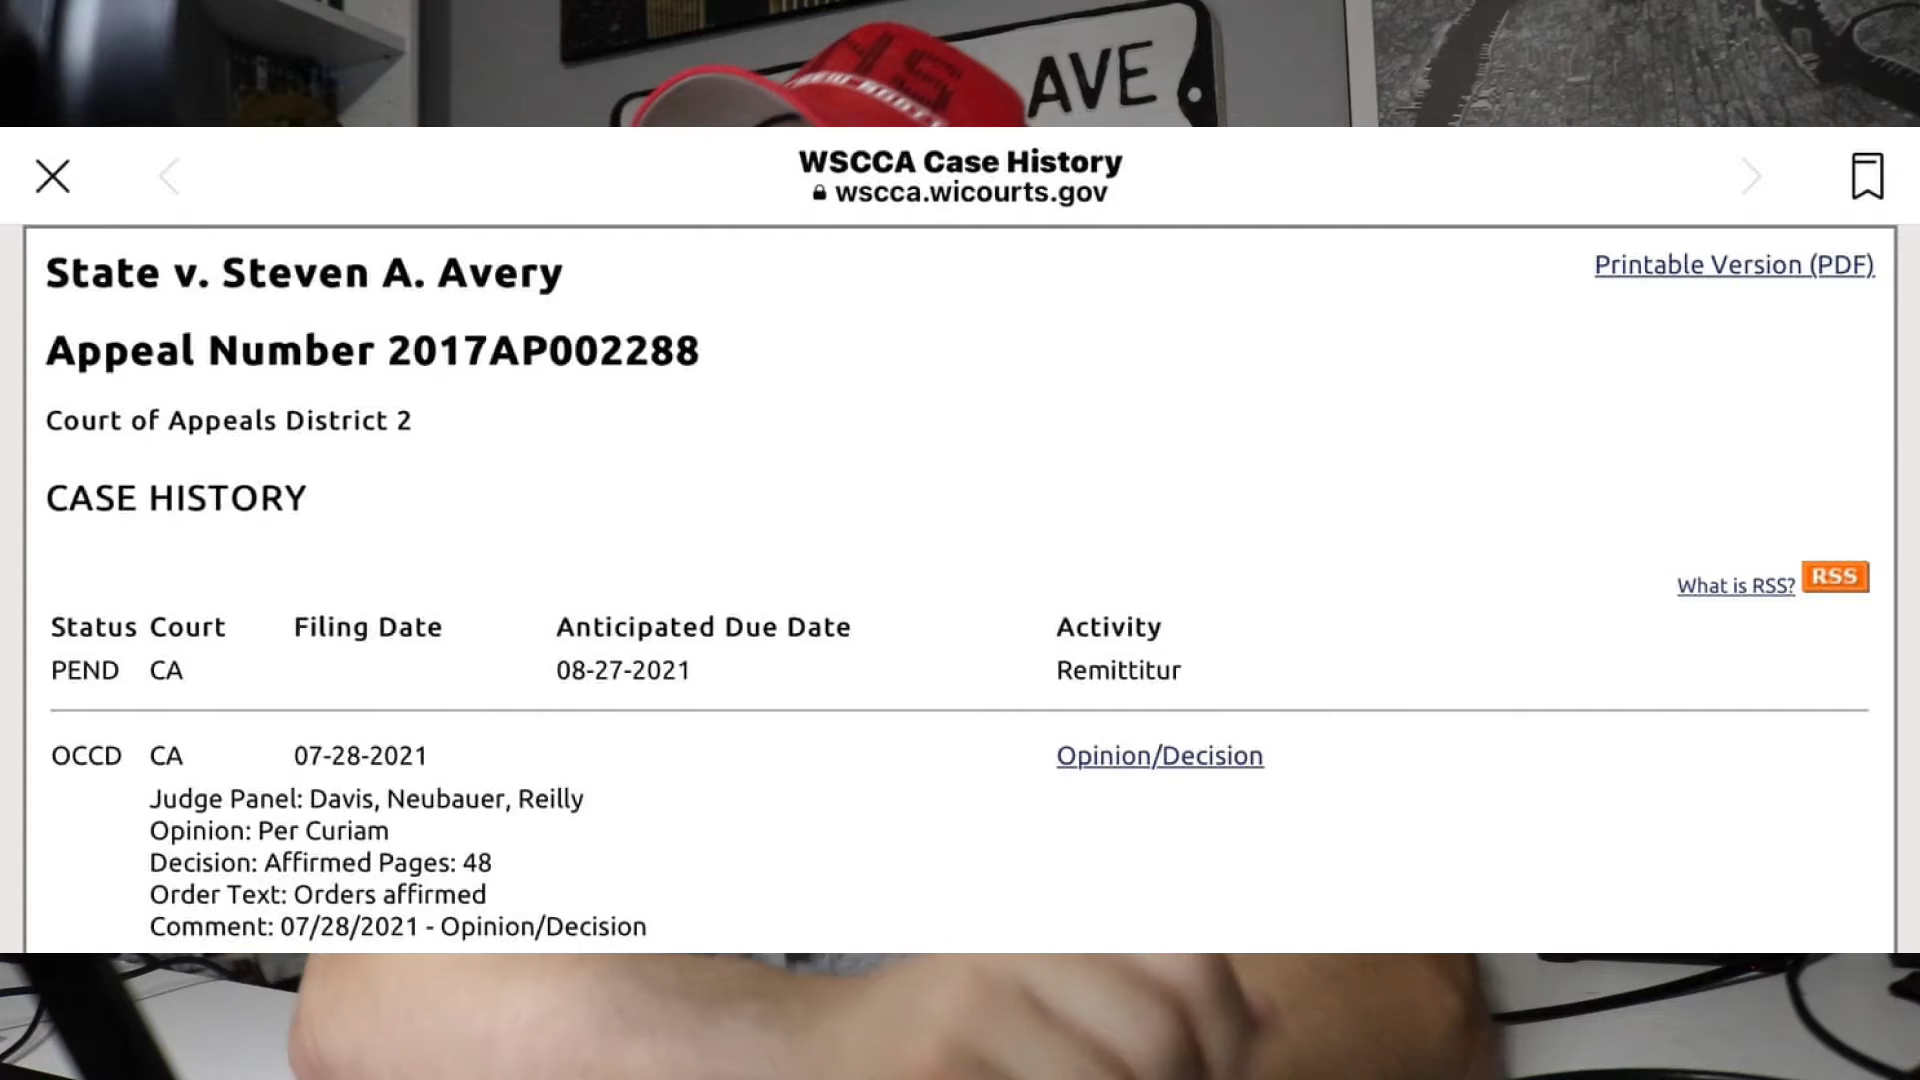 AVE
WSCCA Case History
wscca.wicourts.gov
State v. Steven A. Avery
Printable Version (PDF)
Appeal Number 2017AP002288
Court of Appeals District 2
CASE HISTORY
What is RSS? RSS
Status Court Filing Date Anticipated Due Date Activity
PEND CA 08-27-2021 Remittitur
OCCD CA 07-28-2021 Opinion/Decision
Judge Panel: Davis, Neubauer, Reilly
Opinion: Per Curiam
Decision: Affirmed Pages: 48
Order Text: Orders affirmed
Comment: 07/28/2021 - Opinion/Decision